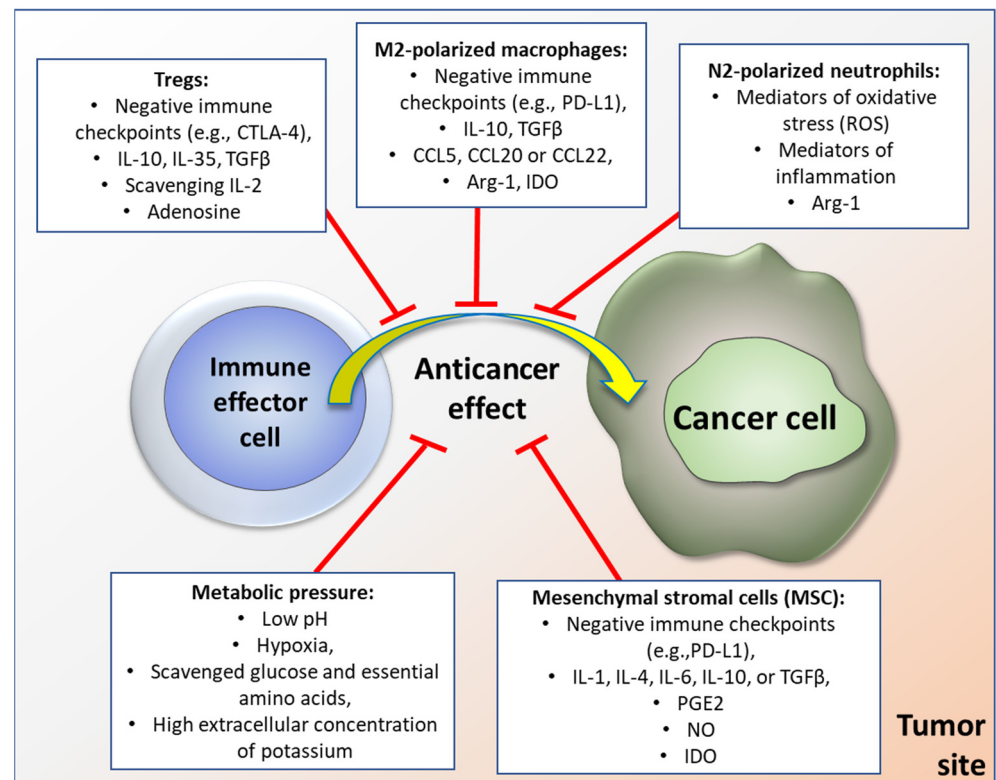 Tregs:
• Negative immune
checkpoints (e.g., CTLA-4),
• IL-10, IL-35, TGFβ
• Scavenging IL-2
• Adenosine
M2-polarized macrophages:
• Negative immune
checkpoints (e.g., PD-L1),
• IL-10, TGFβ
• CCL5, CCL20 or CCL22,
• Arg-1, IDO
N2-polarized neutrophils:
• Mediators of oxidative
stress (ROS)
• Mediators of
inflammation
• Arg-1
Immune
effector
cell
Anticancer
effect
Cancer cell
Metabolic pressure:
• Low pH
• Hypoxia,
• Scavenged glucose and essential
amino acids,
• High extracellular concentration
of potassium
Mesenchymal stromal cells (MSC):
• Negative immune checkpoints
(e.g.,PD-L1),
• IL-1, IL-4, IL-6, IL-10, or TGFβ,
• PGE2
• NO
• IDO
Tumor
site